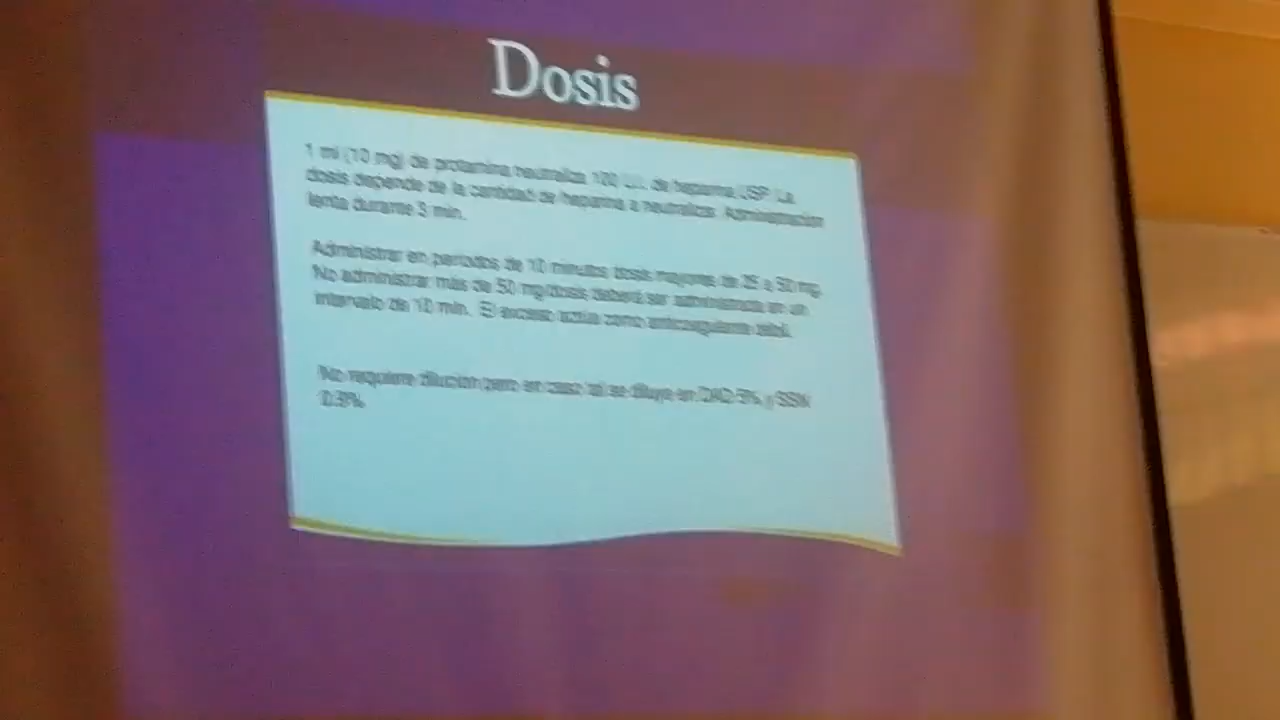 Dosis
1 ml (10 mg) de protamina neutraliza 100 U.I. de heparina USP. La
dosis depende de la cantidad de heparina a neutralizar. Administración
lenta durante 3 min.
Administrar en periodos de 10 minutos dosis mayores de 25 a 50 mg.
No administrar más de 50 mg/dosis deberá ser administrada en un
intervalo de 10 min. El exceso actúa como anticoagulante débil.
No requiere dilución pero en caso tal se diluye en DAD 5% y SSN
0.9%.